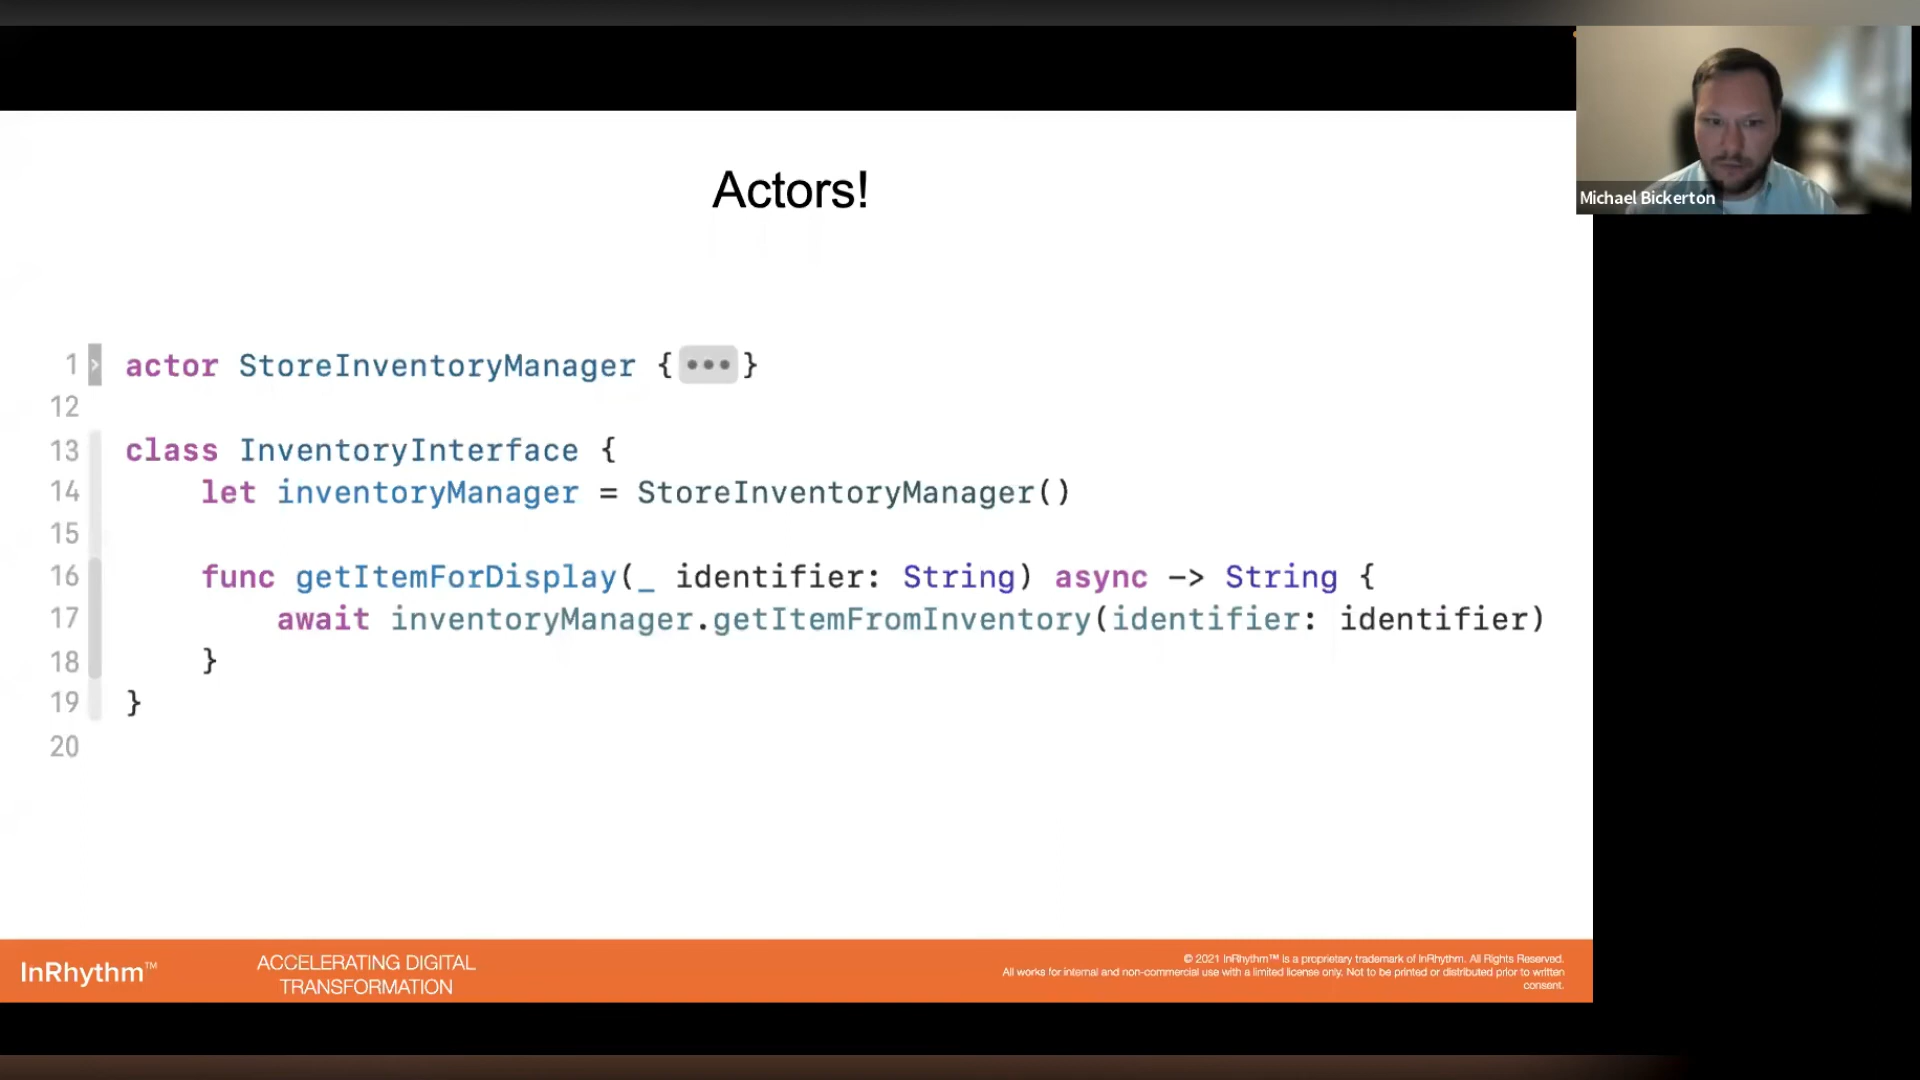 Michael Bickerton
Actors!
1 actor StoreInventoryManager {•••}
12
13 class InventoryInterface {
14 let inventoryManager = StoreInventoryManager()
15
16 func getItemForDisplay(_ identifier: String) async -> String {
17 await inventoryManager.getItemFromInventory(identifier: identifier)
18 }
19 }
20
InRhythm™
ACCELERATING DIGITAL
TRANSFORMATION
© 2021 InRhythm™ is a proprietary trademark of InRhythm. All Rights Reserved.
All works for internal and non-commercial use with a limited license only. Not to be printed or distributed prior to written
consent.